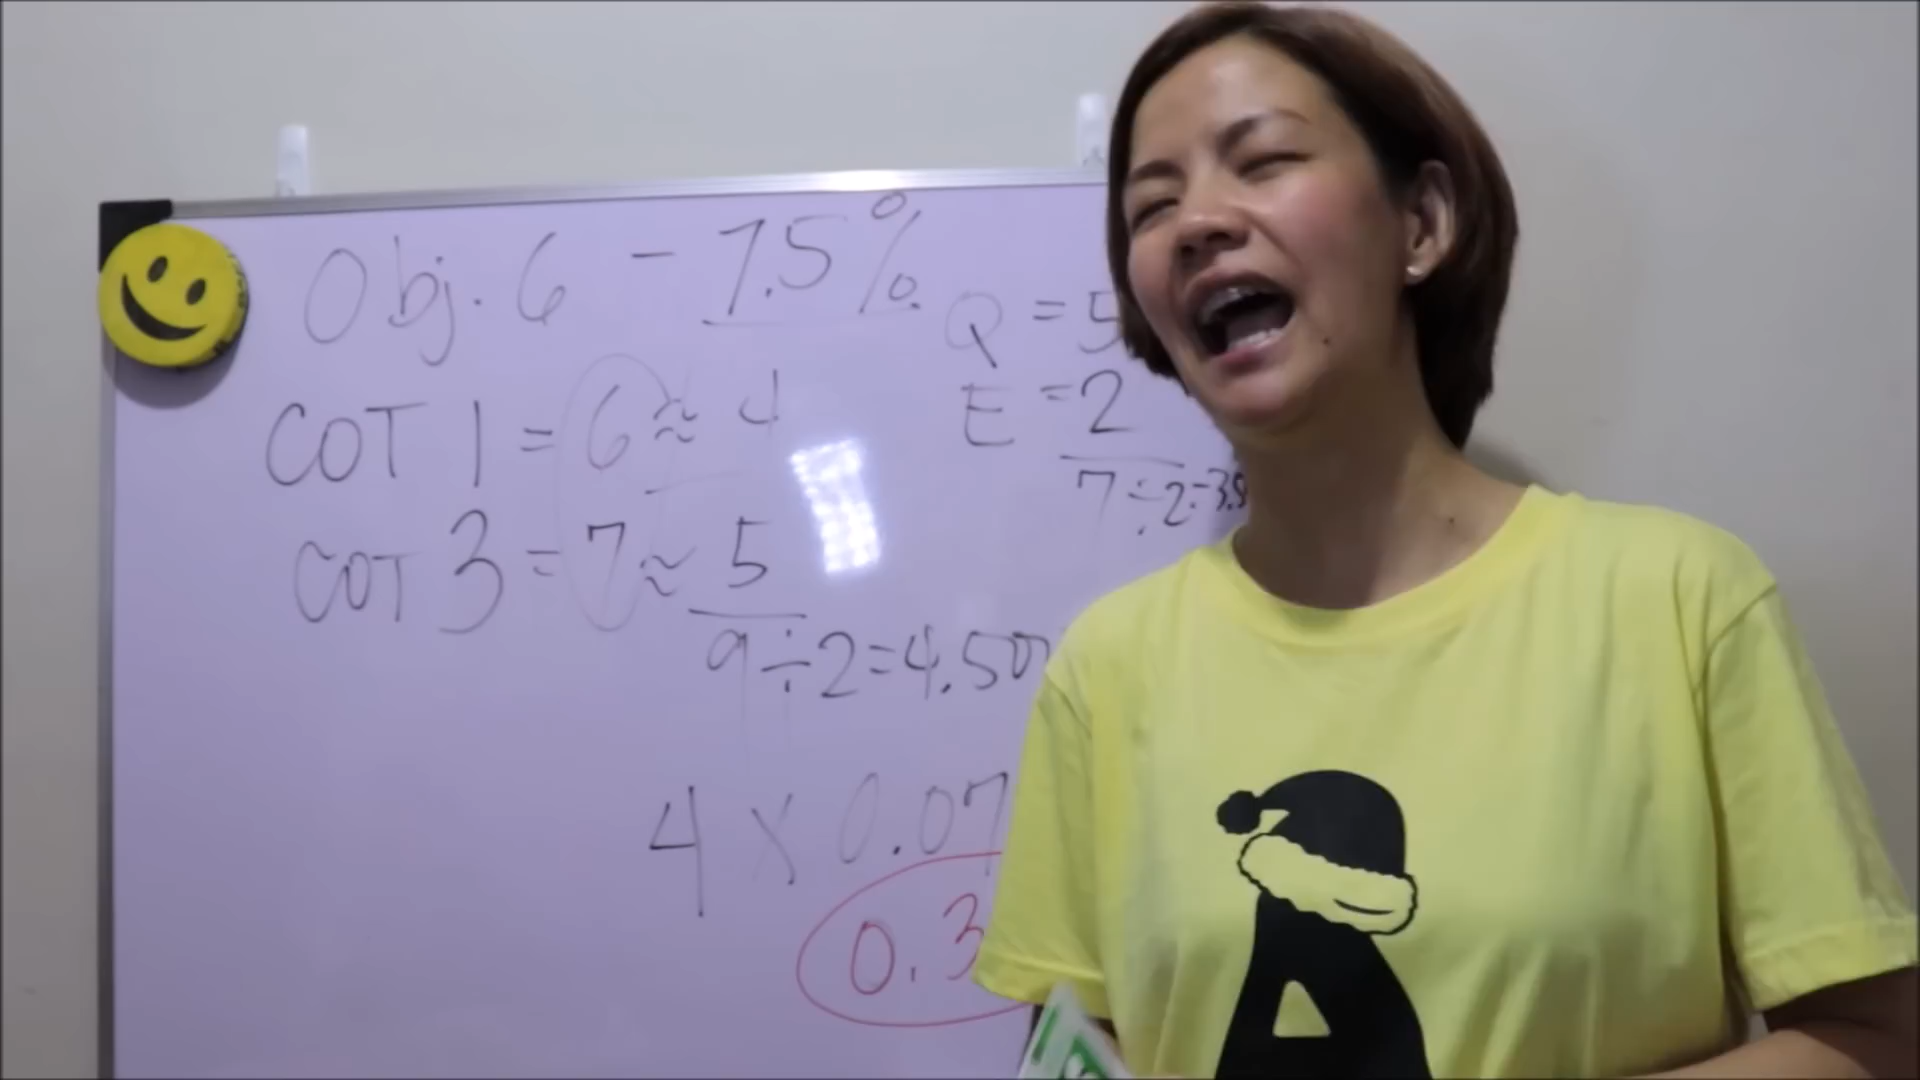 Obj. 6 - 7.5%
COT 1 = 6 ≈ 4
COT 3 = 7 ≈ 5
9 ÷ 2 = 4.50
4 x 0.07
0.3
Q = 5
E = 2
7 ÷ 2 = 3.5
A